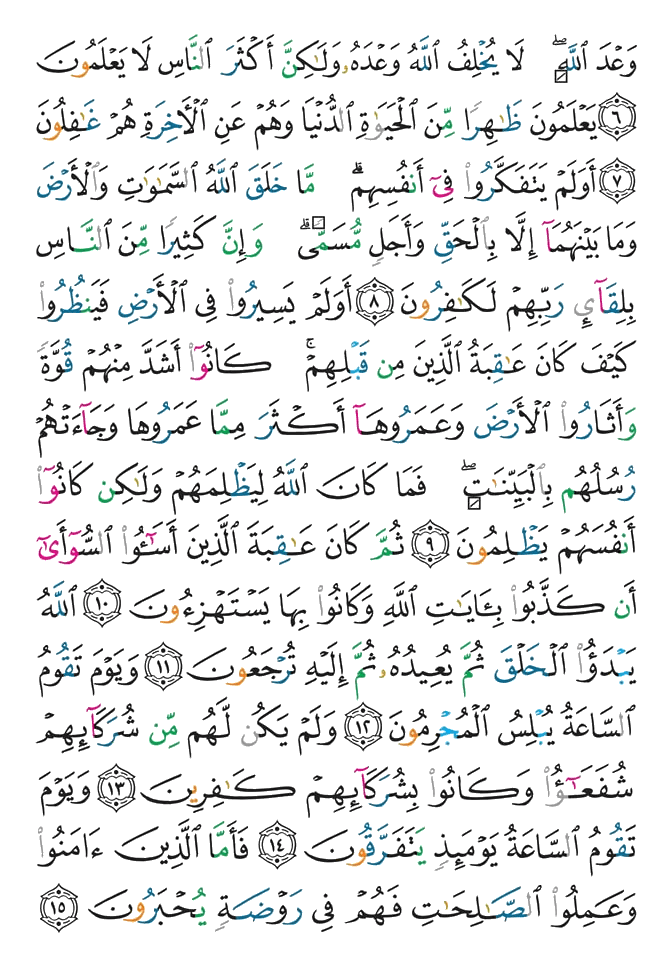 وَعْدَ ٱللَّهِ ۖ لَا يُخْلِفُ ٱللَّهُ وَعْدَهُۥ وَلَـٰكِنَّ أَكْثَرَ ٱلنَّاسِ لَا يَعْلَمُونَ
﴿٦﴾ يَعْلَمُونَ ظَـٰهِرًا مِّنَ ٱلْحَيَوٰةِ ٱلدُّنْيَا وَهُمْ عَنِ ٱلْـَٔاخِرَةِ هُمْ غَـٰفِلُونَ
﴿٧﴾ أَوَلَمْ يَتَفَكَّرُوا۟ فِىٓ أَنفُسِهِم ۗ مَّا خَلَقَ ٱللَّهُ ٱلسَّمَـٰوَٰتِ وَٱلْأَرْضَ
وَمَا بَيْنَهُمَآ إِلَّا بِٱلْحَقِّ وَأَجَلٍ مُّسَمًّى ۗ وَإِنَّ كَثِيرًا مِّنَ ٱلنَّاسِ
بِلِقَآئِ رَبِّهِمْ لَكَـٰفِرُونَ ﴿٨﴾ أَوَلَمْ يَسِيرُوا۟ فِى ٱلْأَرْضِ فَيَنظُرُوا۟
كَيْفَ كَانَ عَـٰقِبَةُ ٱلَّذِينَ مِن قَبْلِهِمْ ۚ كَانُوٓا۟ أَشَدَّ مِنْهُمْ قُوَّةً
وَأَثَارُوا۟ ٱلْأَرْضَ وَعَمَرُوهَآ أَكْثَرَ مِمَّا عَمَرُوهَا وَجَآءَتْهُمْ
رُسُلُهُم بِٱلْبَيِّنَـٰتِ ۖ فَمَا كَانَ ٱللَّهُ لِيَظْلِمَهُمْ وَلَـٰكِن كَانُوٓا۟
أَنفُسَهُمْ يَظْلِمُونَ ﴿٩﴾ ثُمَّ كَانَ عَـٰقِبَةَ ٱلَّذِينَ أَسَـٰٓـُٔوا۟ ٱلسُّوٓأَىٰٓ
أَن كَذَّبُوا۟ بِـَٔايَـٰتِ ٱللَّهِ وَكَانُوا۟ بِهَا يَسْتَهْزِءُونَ ﴿١٠﴾ ٱللَّهُ
يَبْدَؤُا۟ ٱلْخَلْقَ ثُمَّ يُعِيدُهُۥ ثُمَّ إِلَيْهِ تُرْجَعُونَ ﴿١١﴾ وَيَوْمَ تَقُومُ
ٱلسَّاعَةُ يُبْلِسُ ٱلْمُجْرِمُونَ ﴿١٢﴾ وَلَمْ يَكُن لَّهُم مِّن شُرَكَآئِهِمْ
شُفَعَـٰٓؤُا۟ وَكَانُوا۟ بِشُرَكَآئِهِمْ كَـٰفِرِينَ ﴿١٣﴾ وَيَوْمَ
تَقُومُ ٱلسَّاعَةُ يَوْمَئِذٍ يَتَفَرَّقُونَ ﴿١٤﴾ فَأَمَّا ٱلَّذِينَ ءَامَنُوا۟
وَعَمِلُوا۟ ٱلصَّـٰلِحَـٰتِ فَهُمْ فِى رَوْضَةٍ يُحْبَرُونَ ﴿١٥﴾